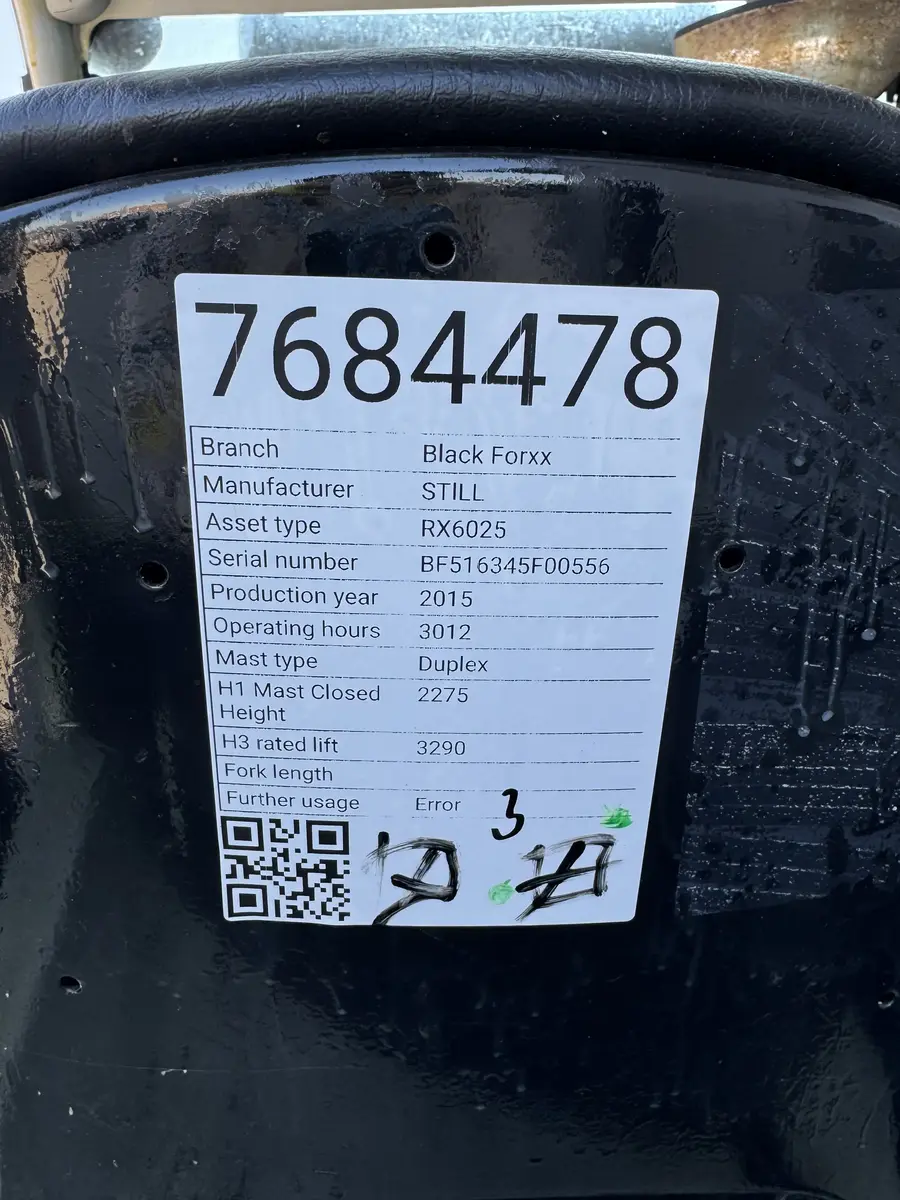 7684478
Branch Black Forxx
Manufacturer STILL
Asset type RX6025
Serial number BF516345F00556
Production year 2015
Operating hours 3012
Mast type Duplex
H1 Mast Closed Height 2275
H3 rated lift 3290
Fork length
Further usage Error
3